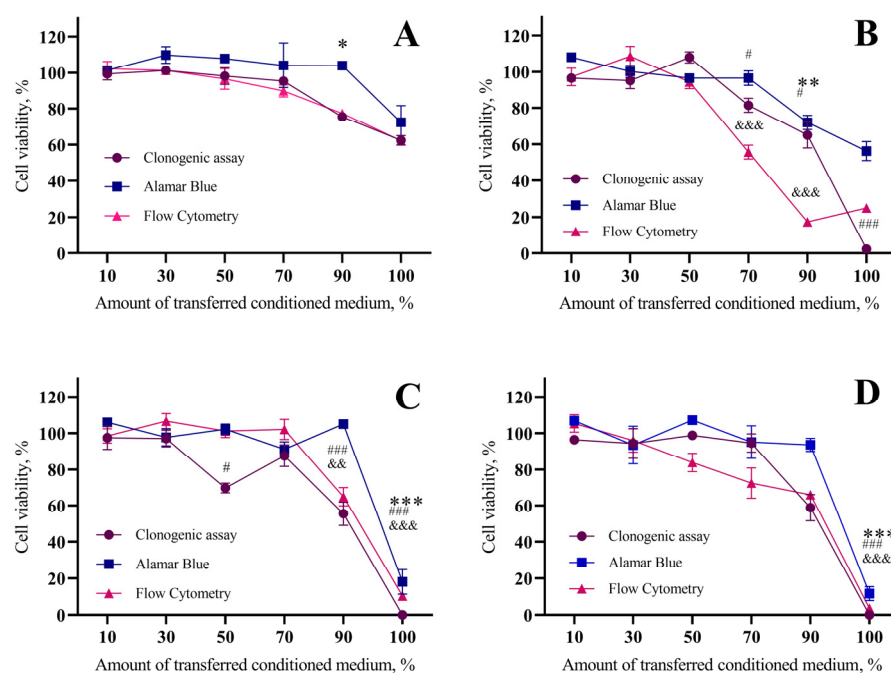 A
120
100
80
60
40
20
0
Cell viability, %
*
Clonogenic assay
Alamar Blue
Flow Cytometry
10 30 50 70 90 100
Amount of transferred conditioned medium, %
B
120
100
80
60
40
20
0
Cell viability, %
#
**
#
&&&
&&&
###
Clonogenic assay
Alamar Blue
Flow Cytometry
10 30 50 70 90 100
Amount of transferred conditioned medium, %
C
120
100
80
60
40
20
0
Cell viability, %
#
###
&&
***
###
&&&
Clonogenic assay
Alamar Blue
Flow Cytometry
10 30 50 70 90 100
Amount of transferred conditioned medium, %
D
120
100
80
60
40
20
0
Cell viability, %
***
###
&&&
Clonogenic assay
Alamar Blue
Flow Cytometry
10 30 50 70 90 100
Amount of transferred conditioned medium, %